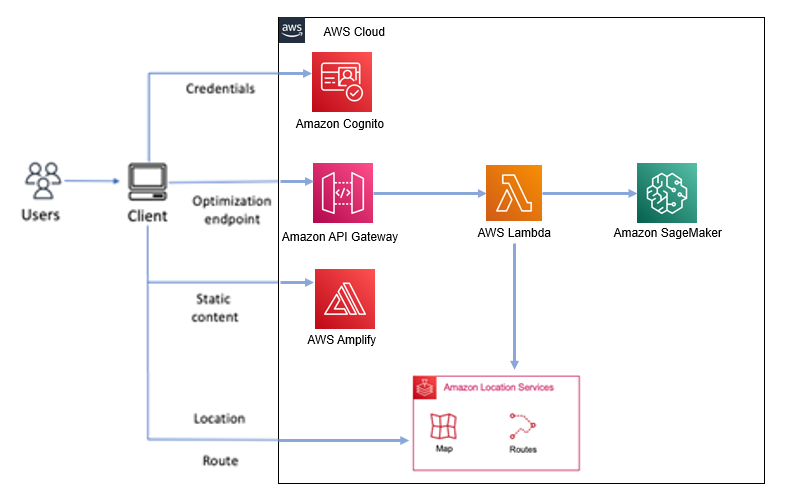 aws
AWS Cloud
Credentials
Amazon Cognito
Users
Client
Optimization
endpoint
Amazon API Gateway
AWS Lambda
Amazon SageMaker
Static
content
AWS Amplify
Amazon Location Services
Map
Routes
Location
Route